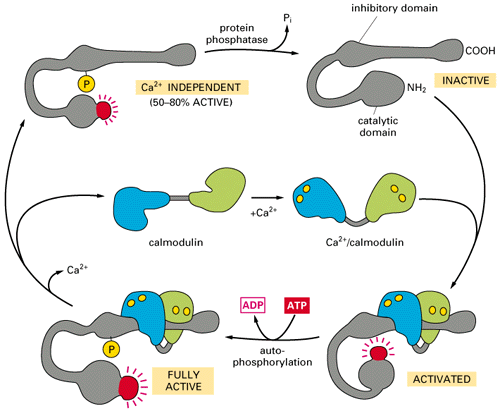 protein
phosphatase
Pi
inhibitory domain
COOH
P
Ca2+ INDEPENDENT
(50–80% ACTIVE)
INACTIVE
NH2
catalytic
domain
+Ca2+
calmodulin
Ca2+/calmodulin
Ca2+
ADP
ATP
auto-
phosphorylation
P
FULLY
ACTIVE
ACTIVATED